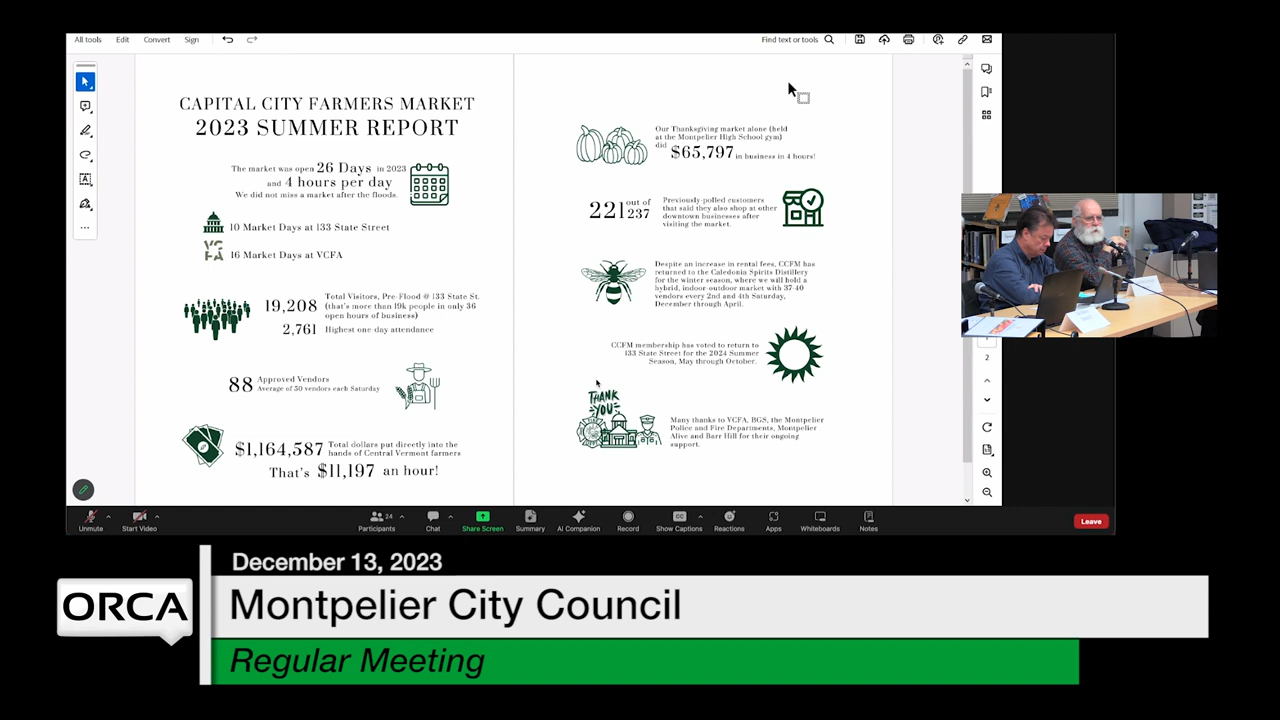 All tools Edit Convert Sign
Find text or tools
CAPITAL CITY FARMERS MARKET
2023 SUMMER REPORT
The market was open 26 Days in 2023
and 4 hours per day
We did not miss a market after the floods.
10 Market Days at 133 State Street
VCFA
16 Market Days at VCFA
19,208 Total Visitors, Pre-Flood @ 133 State St.
(that's more than 19k people in only 36
open hours of business)
2,761 Highest one day attendance
88 Approved Vendors
Average of 50 vendors each Saturday
$1,164,587 Total dollars put directly into the
hands of Central Vermont farmers
That's $11,197 an hour!
Our Thanksgiving market alone (held
at the Montpelier High School gym)
did $65,797 in business in 4 hours!
221 out of 237
Previously-polled customers
that said they also shop at other
downtown businesses after
visiting the market.
Despite an increase in rental fees, CCFM has
returned to the Caledonia Spirits Distillery
for the winter season, where we will hold a
hybrid, indoor outdoor market with 37-40
vendors every 2nd and 4th Saturday,
December through April.
CCFM membership has voted to return to
133 State Street for the 2024 Summer
Season, May through October.
THANK
YOU
Many thanks to VCFA, BGS, the Montpelier
Police and Fire Departments, Montpelier
Alive and Barr Hill for their ongoing
support.
1
2
24
Unmute Start Video Participants Chat Share Screen Summary AI Companion Record Show Captions Reactions Apps Whiteboards Notes Leave
December 13, 2023
ORCA
Montpelier City Council
Regular Meeting